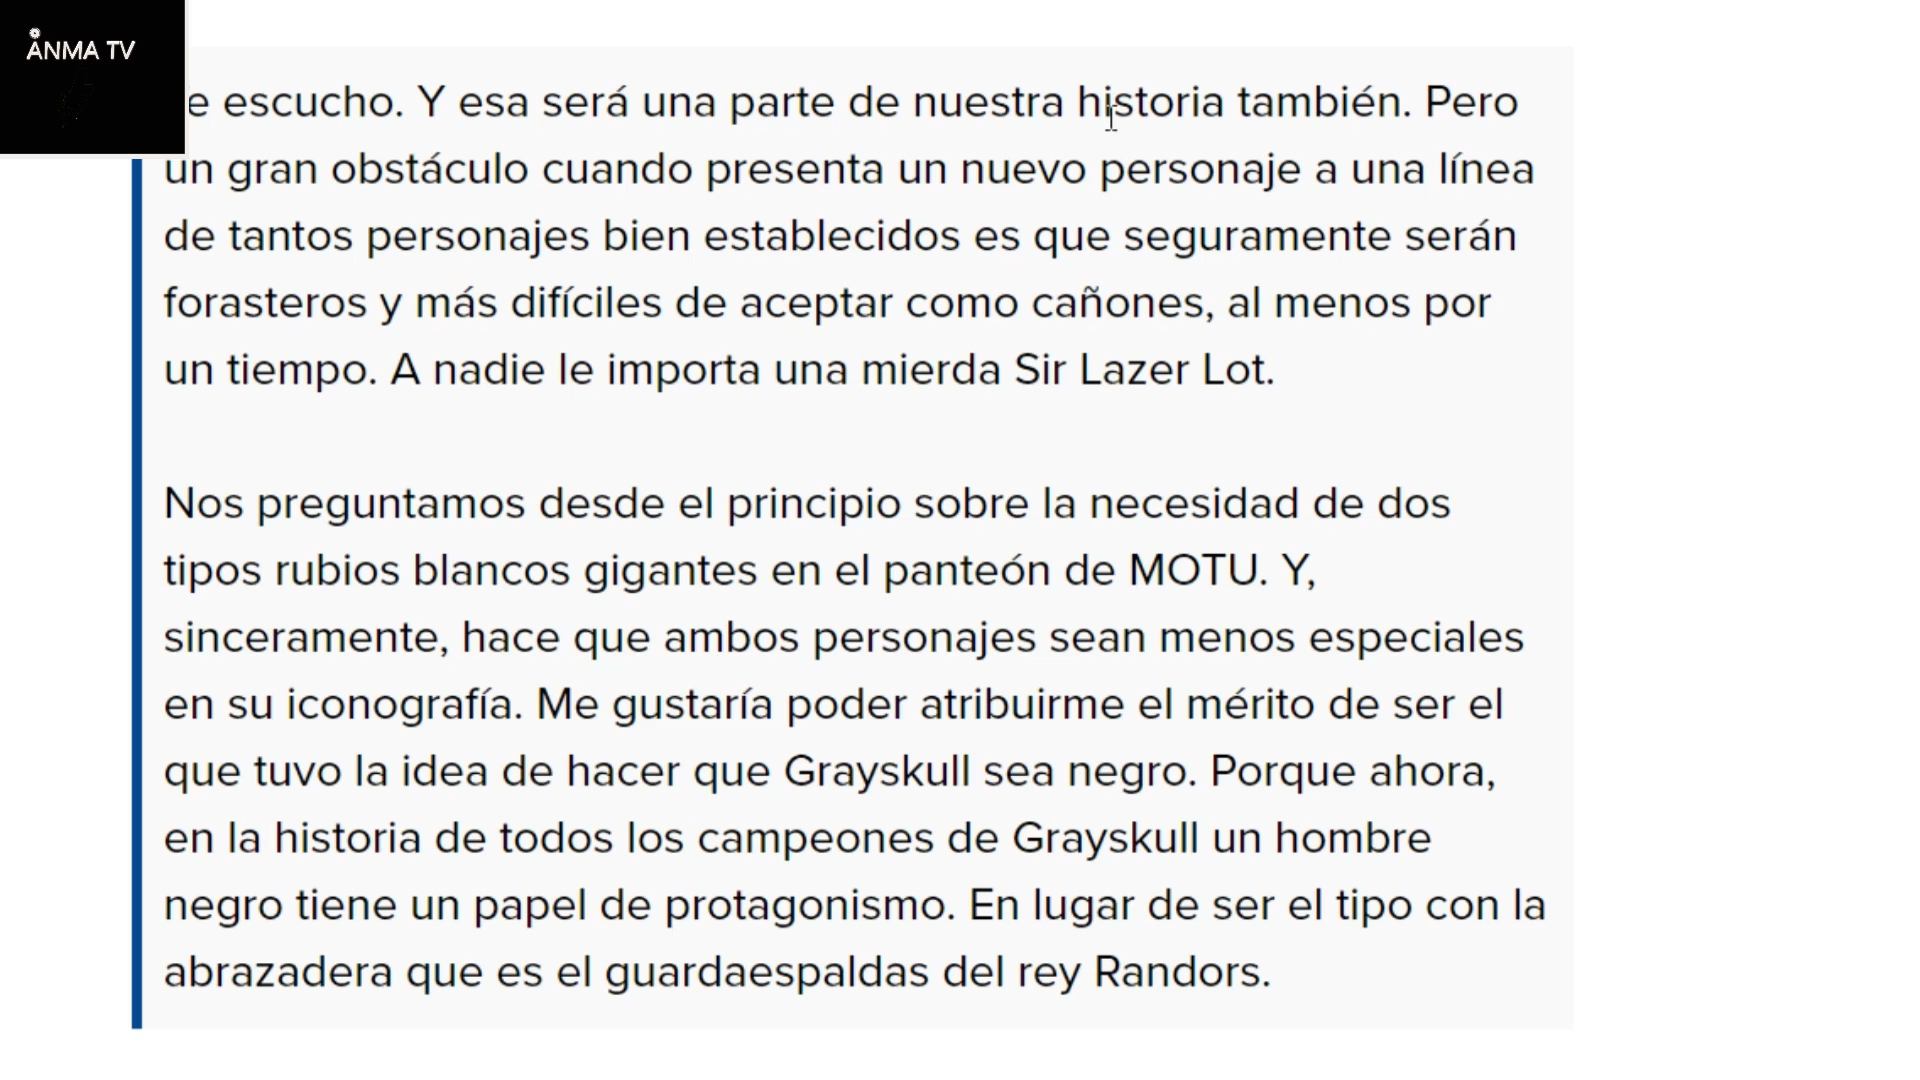 ANMA TV
e escucho. Y esa será una parte de nuestra historia también. Pero
un gran obstáculo cuando presenta un nuevo personaje a una línea
de tantos personajes bien establecidos es que seguramente serán
forasteros y más difíciles de aceptar como cañones, al menos por
un tiempo. A nadie le importa una mierda Sir Lazer Lot.
Nos preguntamos desde el principio sobre la necesidad de dos
tipos rubios blancos gigantes en el panteón de MOTU. Y,
sinceramente, hace que ambos personajes sean menos especiales
en su iconografía. Me gustaría poder atribuirme el mérito de ser el
que tuvo la idea de hacer que Grayskull sea negro. Porque ahora,
en la historia de todos los campeones de Grayskull un hombre
negro tiene un papel de protagonismo. En lugar de ser el tipo con la
abrazadera que es el guardaespaldas del rey Randors.